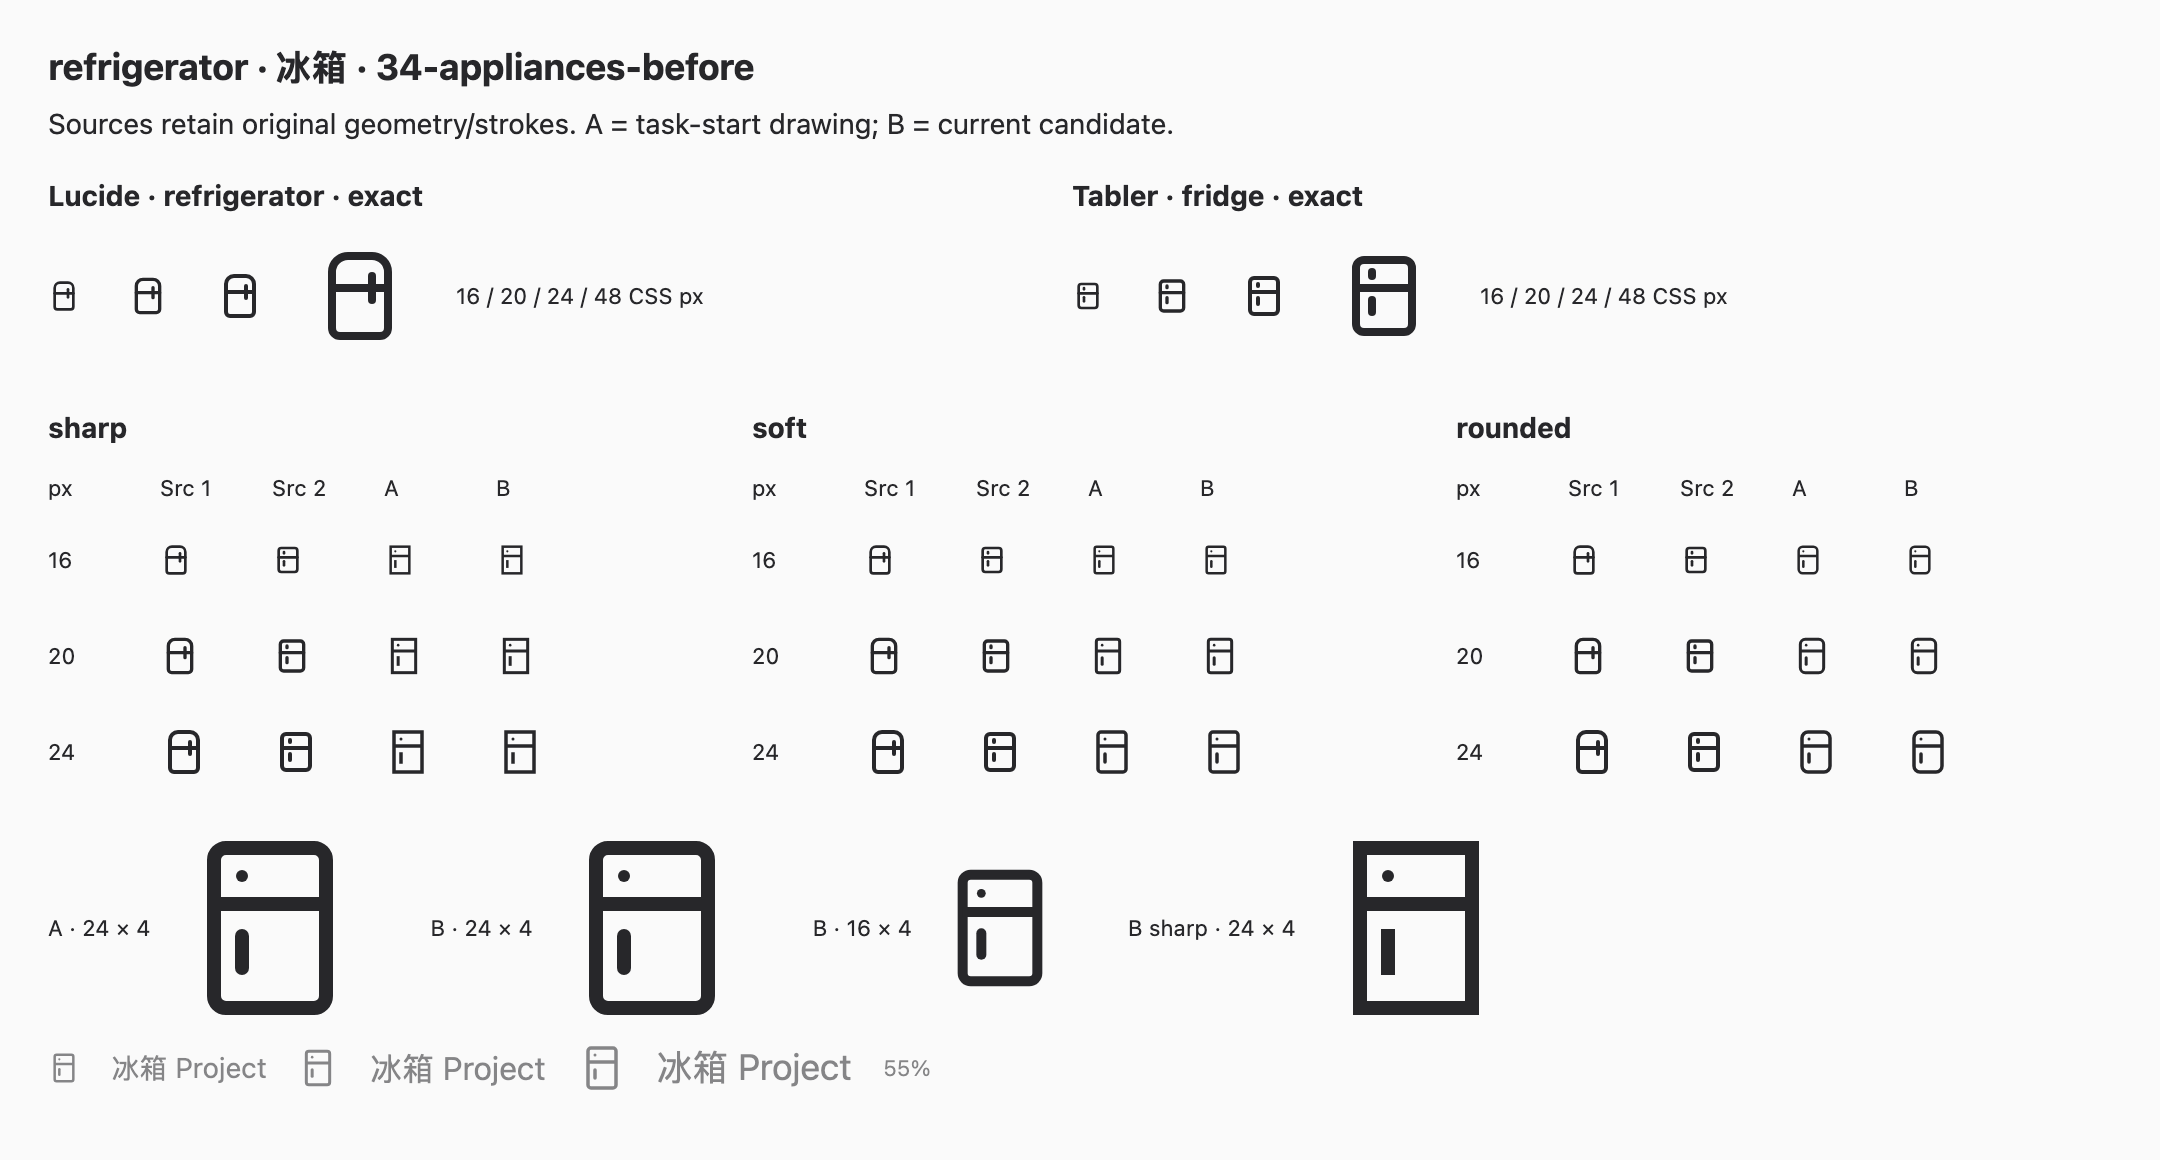 refrigerator · 冰箱 · 34-appliances-before
Sources retain original geometry/strokes. A = task-start drawing; B = current candidate.
Lucide · refrigerator · exact
Tabler · fridge · exact
16 / 20 / 24 / 48 CSS px
16 / 20 / 24 / 48 CSS px
sharp
soft
rounded
px Src 1 Src 2 A B
px Src 1 Src 2 A B
px Src 1 Src 2 A B
16
16
16
20
20
20
24
24
24
A · 24 × 4
B · 24 × 4
B · 16 × 4
B sharp · 24 × 4
冰箱 Project
冰箱 Project
冰箱 Project
55%